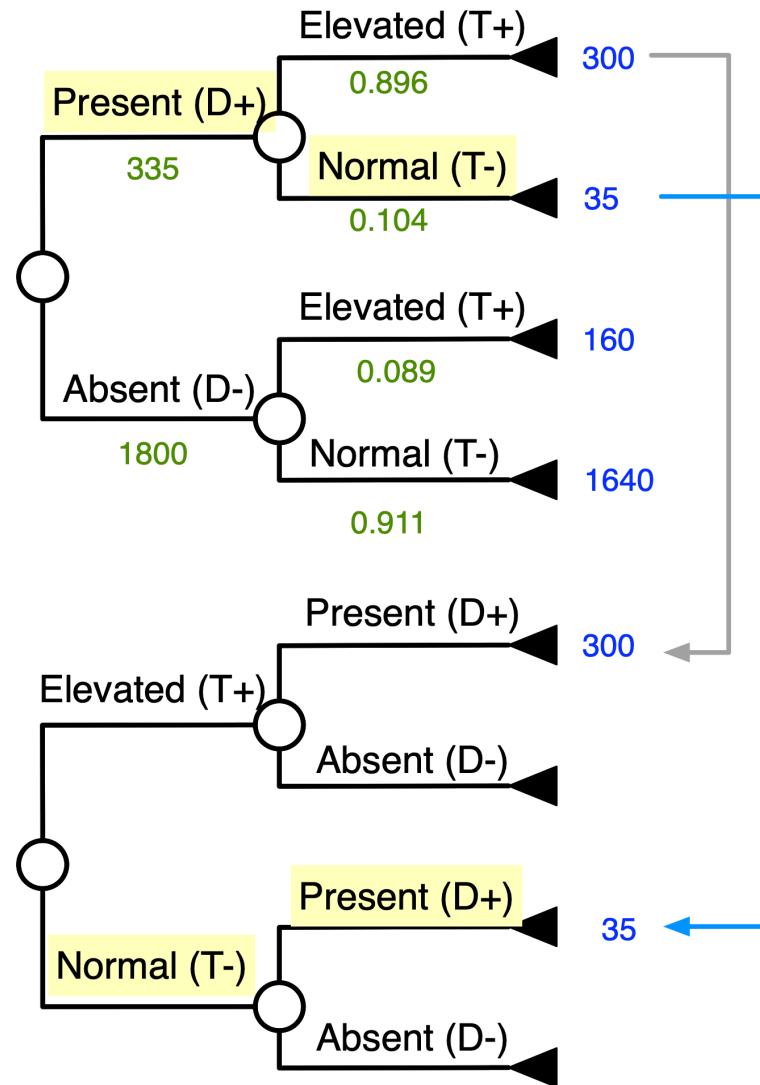 Elevated (T+)
300
0.896
Present (D+)
335
Normal (T-)
35
0.104
Elevated (T+)
160
0.089
Absent (D-)
1800
Normal (T-)
1640
0.911
Present (D+)
300
Elevated (T+)
Absent (D-)
Present (D+)
35
Normal (T-)
Absent (D-)